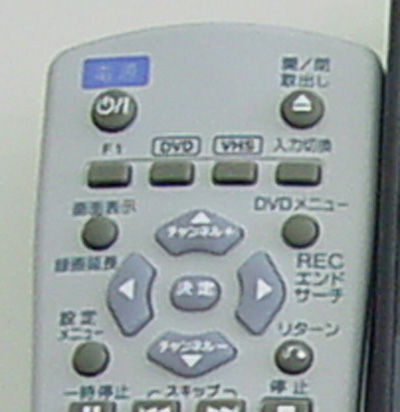 電源
開/閉
取出し
F1 DVD VHS 入力切換
画面表示
DVDメニュー
チャンネル+
録画延長
REC
エンド
サーチ
決定
設定
メニュー
リターン
チャンネルー
一時停止
スキップ
停止